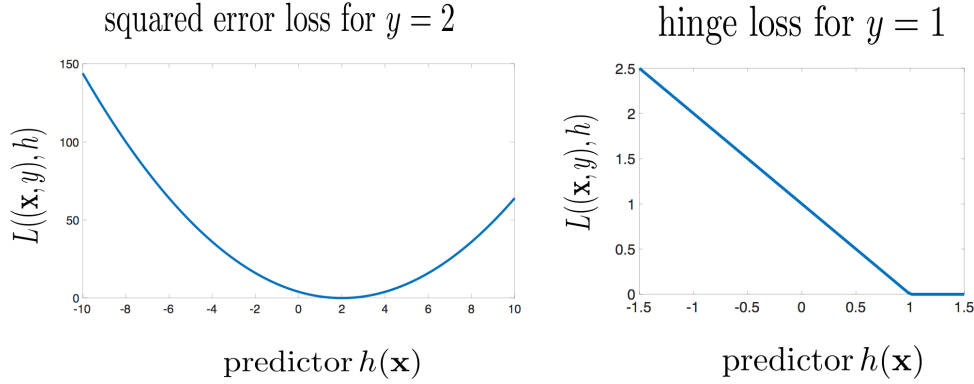 squared error loss for y = 2
150
100
50
0
-10 -8 -6 -4 -2 0 2 4 6 8 10
L((x, y), h)
predictor h(x)
hinge loss for y = 1
2.5
2
1.5
1
0.5
0
-1.5 -1 -0.5 0 0.5 1 1.5
L((x, y), h)
predictor h(x)